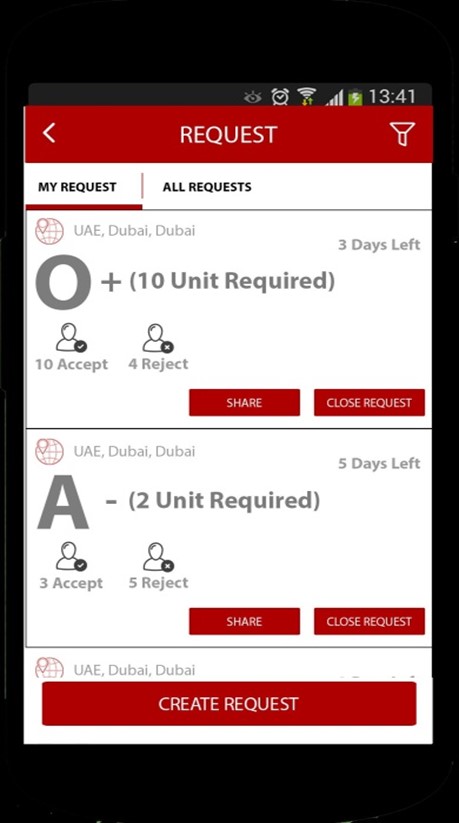 13:41
REQUEST
MY REQUEST ALL REQUESTS
UAE, Dubai, Dubai
3 Days Left
O + (10 Unit Required)
10 Accept 4 Reject
SHARE CLOSE REQUEST
UAE, Dubai, Dubai
5 Days Left
A - (2 Unit Required)
3 Accept 5 Reject
SHARE CLOSE REQUEST
UAE, Dubai, Dubai
CREATE REQUEST